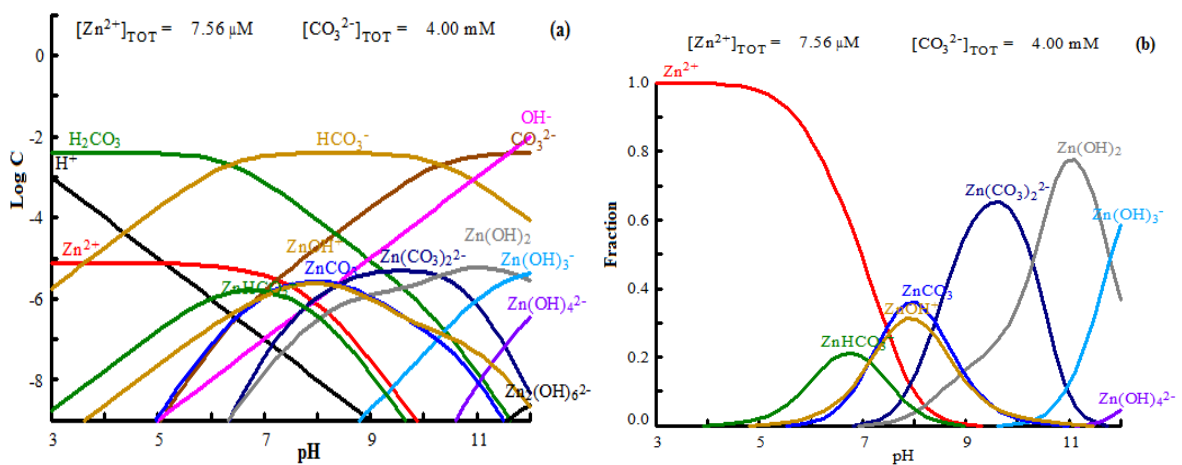 [Zn²⁺]TOT = 7.56 µM [CO₃²⁻]TOT = 4.00 mM (a)
0
-2
-4
-6
-8
Log C
H₂CO₃
HCO₃⁻
OH-
CO₃²⁻
H⁺
Zn²⁺
ZnOH⁺
Zn(OH)₂
ZnCO₃
Zn(CO₃)₂²⁻
Zn(OH)₃⁻
ZnHCO₃
Zn(OH)₄²⁻
Zn₂(OH)₆²⁻
3 5 7 9 11
pH
[Zn²⁺]TOT = 7.56 µM [CO₃²⁻]TOT = 4.00 mM (b)
1.0
0.8
0.6
0.4
0.2
0.0
Fraction
Zn²⁺
Zn(OH)₂
Zn(CO₃)₂²⁻
Zn(OH)₃⁻
ZnCO₃
ZnOH⁺
ZnHCO₃
Zn(OH)₄²⁻
3 5 7 9 11
pH